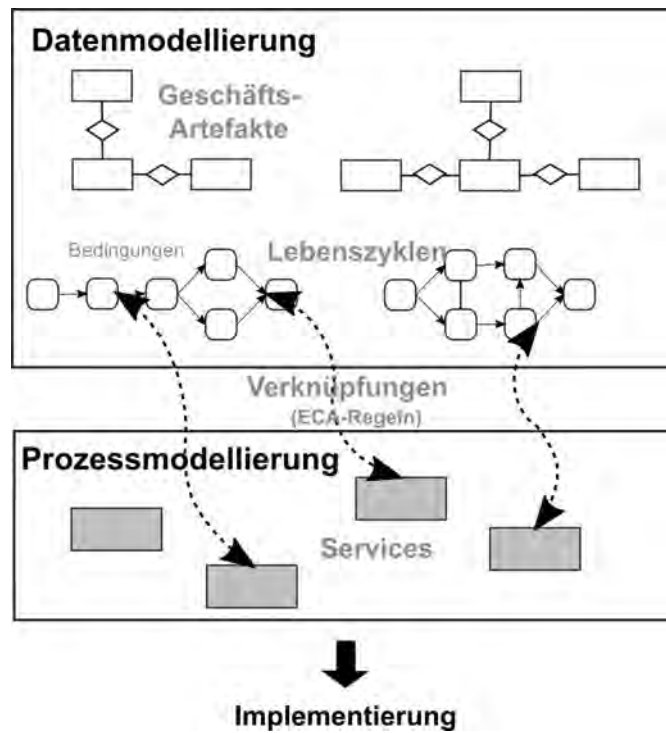 Datenmodellierung
Geschäfts-
Artefakte
Bedingungen
Lebenszyklen
Verknüpfungen
(ECA-Regeln)
Prozessmodellierung
Services
Implementierung